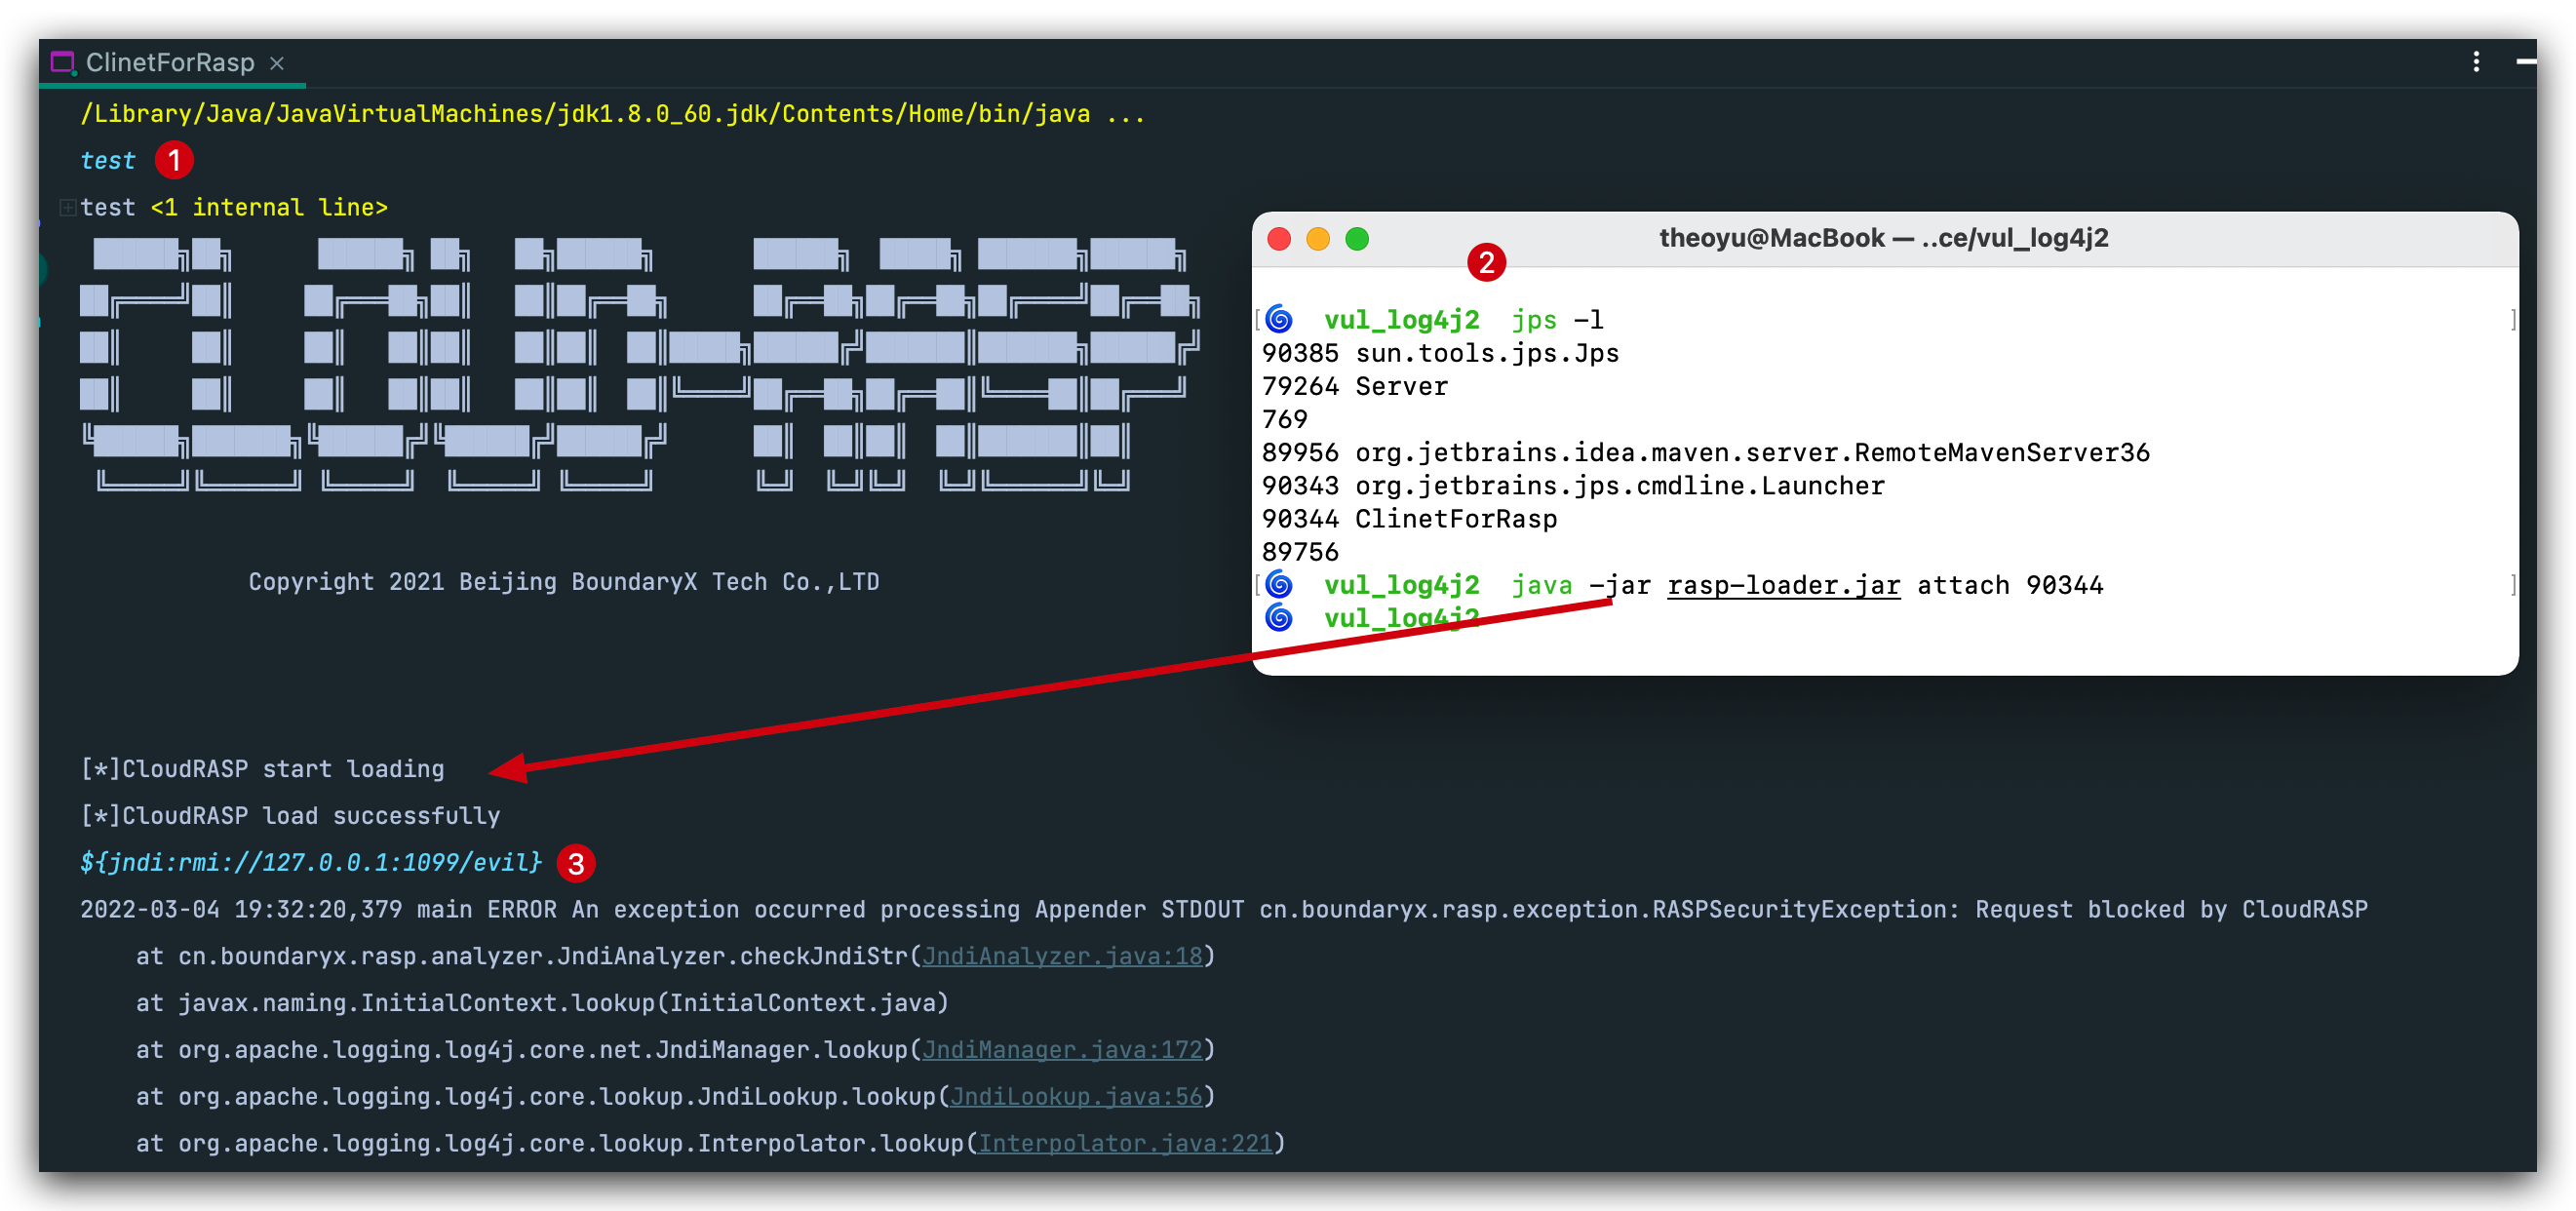 ClinetForRasp
/Library/Java/JavaVirtualMachines/jdk1.8.0_60.jdk/Contents/Home/bin/java ...
test 1
test <1 internal line>
CLOUD-RASP
Copyright 2021 Beijing BoundaryX Tech Co.,LTD
[*]CloudRASP start loading
[*]CloudRASP load successfully
${jndi:rmi://127.0.0.1:1099/evil} 3
2022-03-04 19:32:20,379 main ERROR An exception occurred processing Appender STDOUT cn.boundaryx.rasp.exception.RASPSecurityException: Request blocked by CloudRASP
at cn.boundaryx.rasp.analyzer.JndiAnalyzer.checkJndiStr(JndiAnalyzer.java:18)
at javax.naming.InitialContext.lookup(InitialContext.java)
at org.apache.logging.log4j.core.net.JndiManager.lookup(JndiManager.java:172)
at org.apache.logging.log4j.core.lookup.JndiLookup.lookup(JndiLookup.java:56)
at org.apache.logging.log4j.core.lookup.Interpolator.lookup(Interpolator.java:221)
theoyu@MacBook — ..ce/vul_log4j2
2
[ vul_log4j2 jps -l ]
90385 sun.tools.jps.Jps
79264 Server
769
89956 org.jetbrains.idea.maven.server.RemoteMavenServer36
90343 org.jetbrains.jps.cmdline.Launcher
90344 ClinetForRasp
89756
[ vul_log4j2 java -jar rasp-loader.jar attach 90344 ]
vul_log4j2